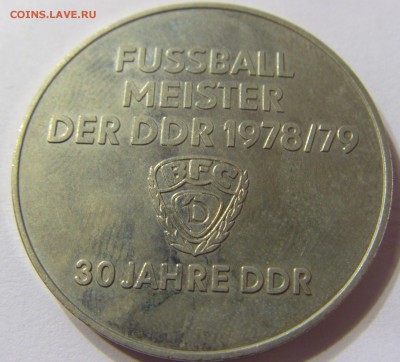 COINS.LAVE.RU
FUSSBALL
MEISTER
DER DDR 1978/79
BFC
D
30 JAHRE DDR